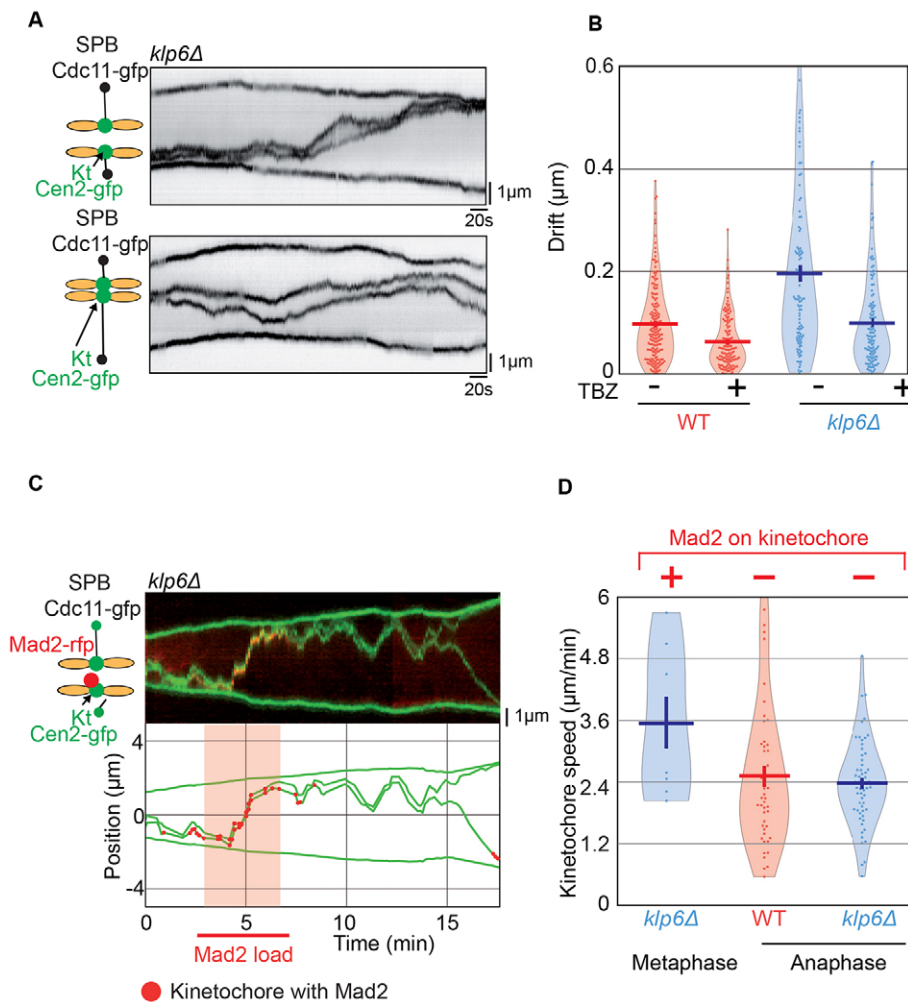 A
SPB
Cdc11-gfp
Kt
Cen2-gfp
klp6Δ
1µm
20s
SPB
Cdc11-gfp
Kt
Cen2-gfp
1µm
20s
B
Drift (µm)
0.6
0.4
0.2
0
TBZ - + - +
WT klp6Δ
C
SPB
Cdc11-gfp
Mad2-rfp
Kt
Cen2-gfp
klp6Δ
1µm
Position (µm)
4
0
-4
0 5 10 15
Mad2 load
Time (min)
Kinetochore with Mad2
D
Mad2 on kinetochore
+ - -
Kinetochore speed (µm/min)
6
4.8
3.6
2.4
1.2
0
klp6Δ WT klp6Δ
Metaphase Anaphase